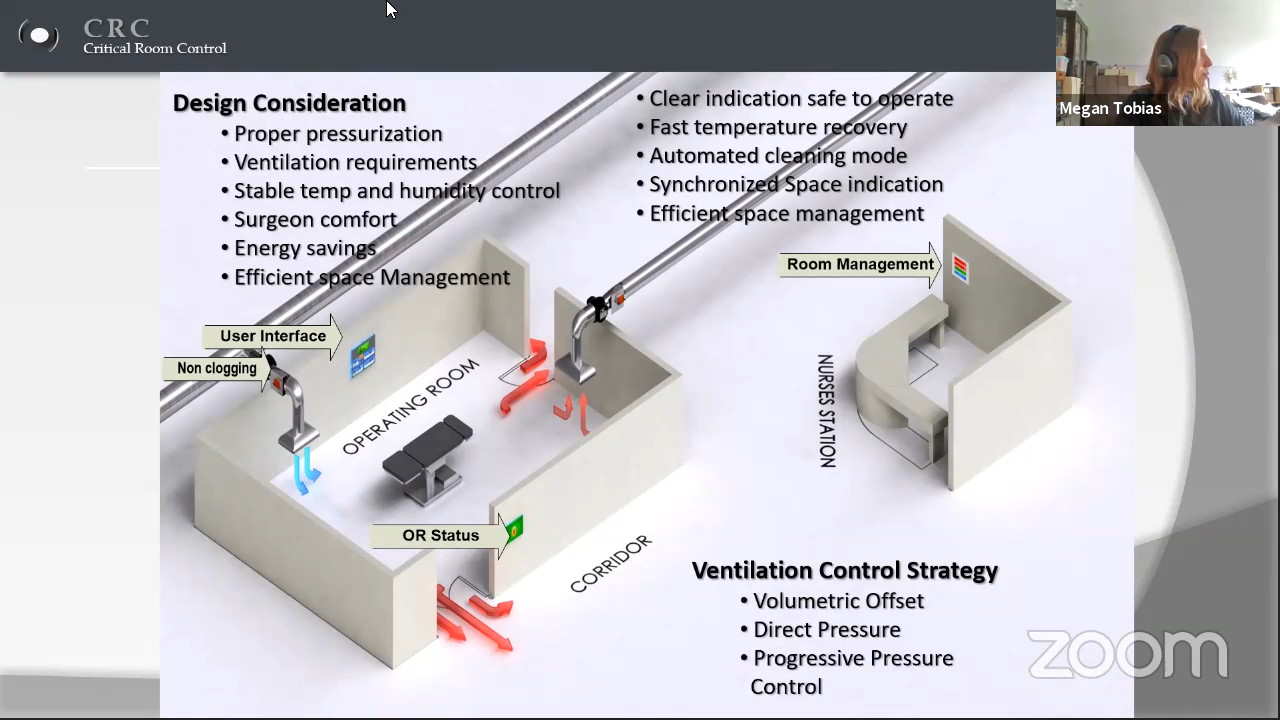 CRC
Critical Room Control
Megan Tobias
Design Consideration
• Proper pressurization
• Ventilation requirements
• Stable temp and humidity control
• Surgeon comfort
• Energy savings
• Efficient space Management
• Clear indication safe to operate
• Fast temperature recovery
• Automated cleaning mode
• Synchronized Space indication
• Efficient space management
Room Management
User Interface
Non clogging
OPERATING ROOM
NURSES STATION
OR Status
CORRIDOR
Ventilation Control Strategy
• Volumetric Offset
• Direct Pressure
• Progressive Pressure
Control
zoom